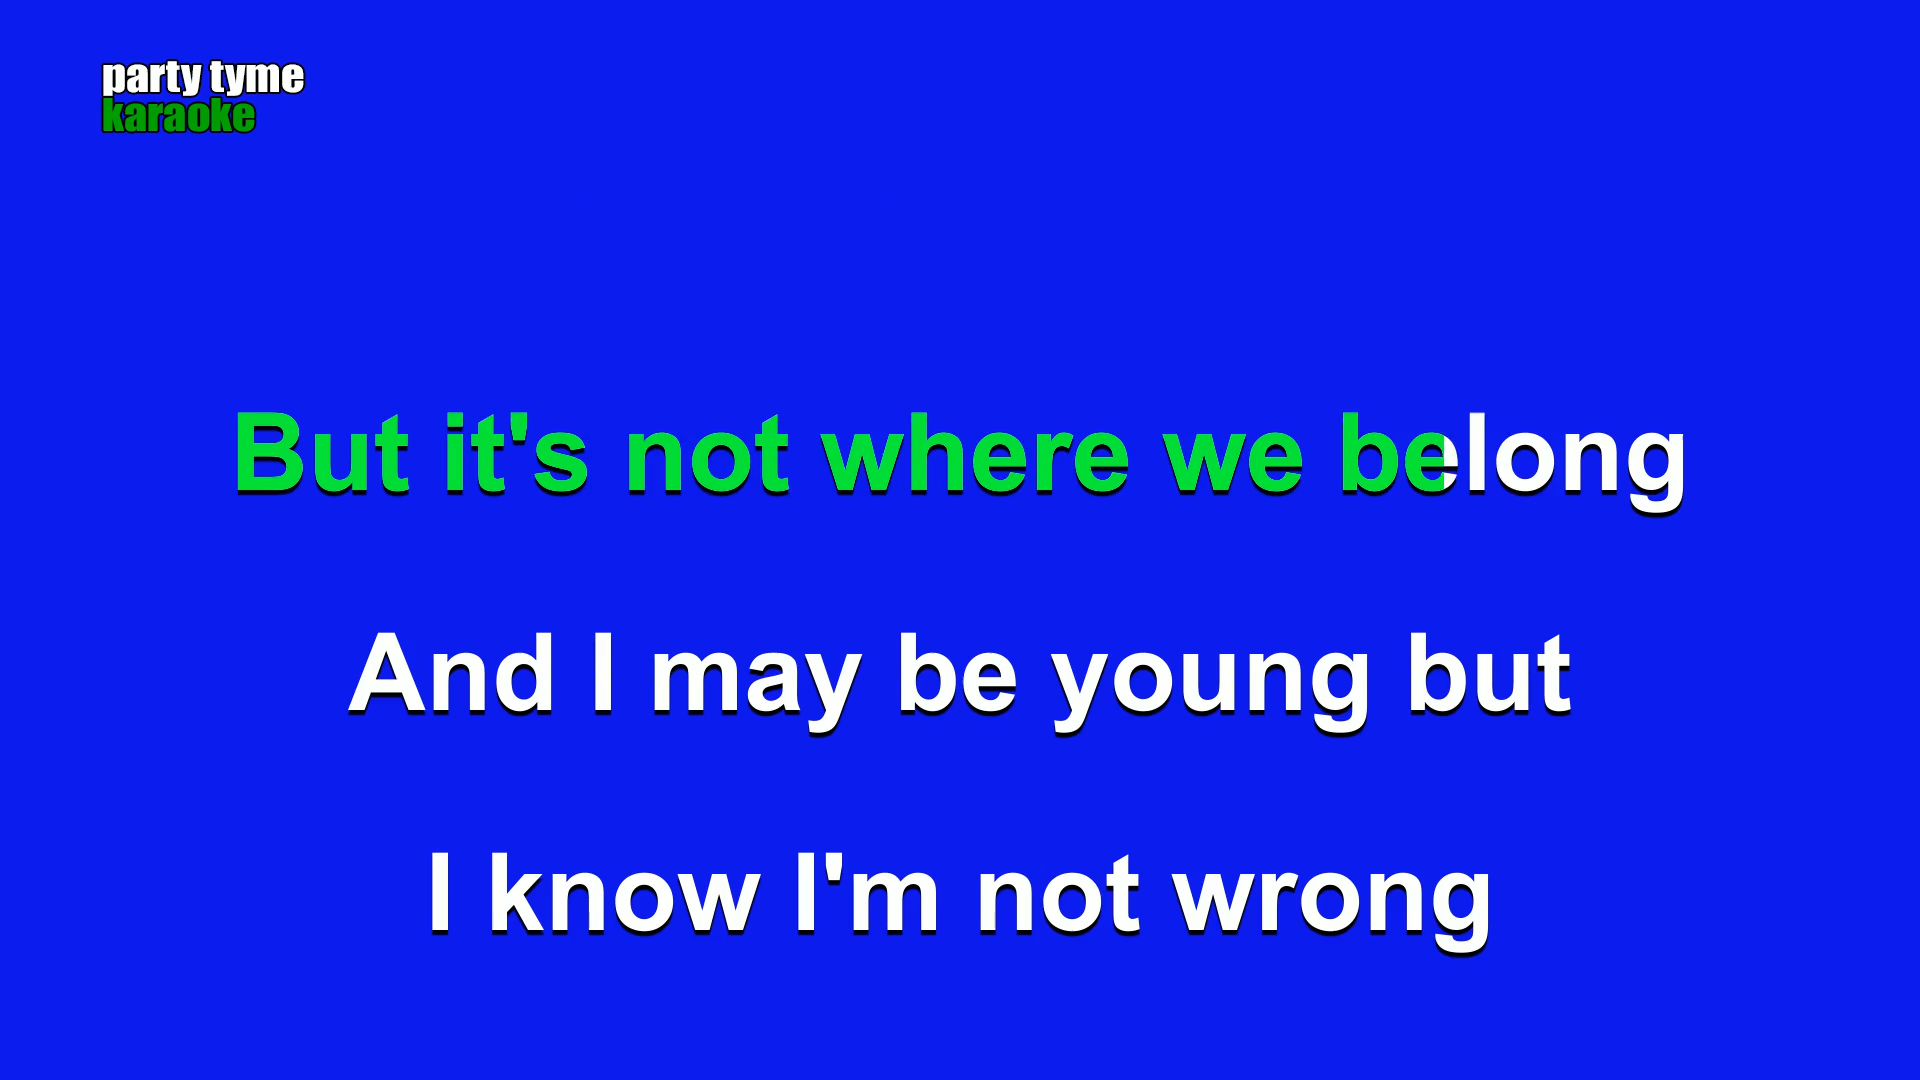 party tyme
karaoke
But it's not where we belong
And I may be young but
I know I'm not wrong